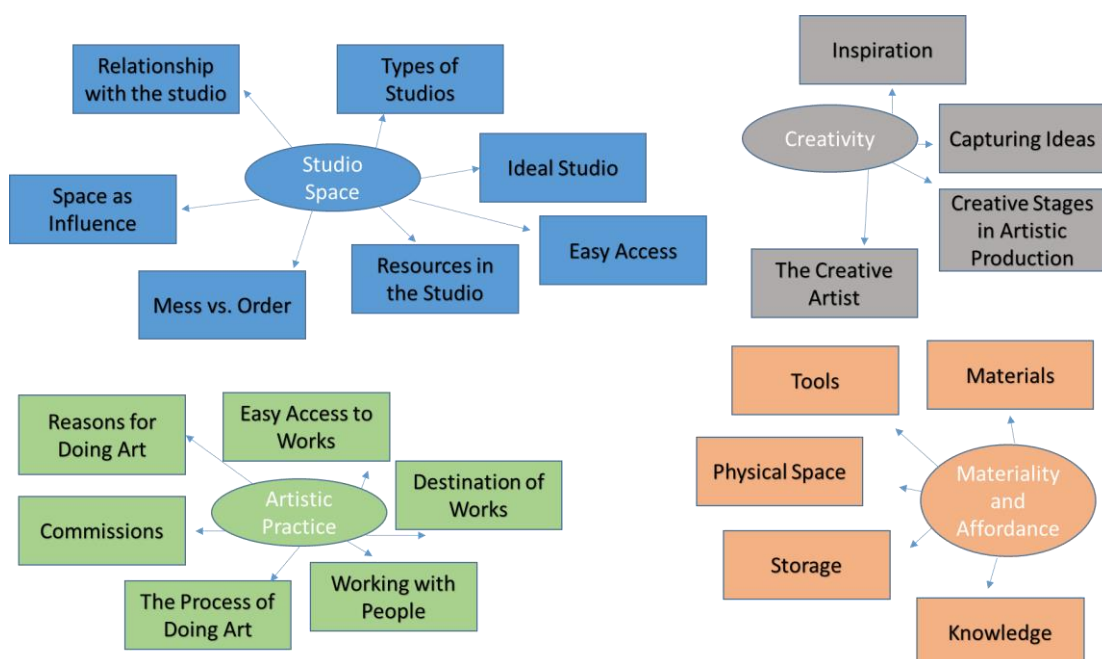 Relationship
with the studio
Types of
Studios
Studio
Space
Ideal Studio
Space as
Influence
Easy Access
Resources in
the Studio
Mess vs. Order
Inspiration
Creativity
Capturing Ideas
Creative Stages
in Artistic
Production
The Creative
Artist
Reasons for
Doing Art
Easy Access to
Works
Artistic
Practice
Destination of
Works
Commissions
Working with
People
The Process of
Doing Art
Tools
Materials
Physical Space
Materiality
and
Affordance
Storage
Knowledge